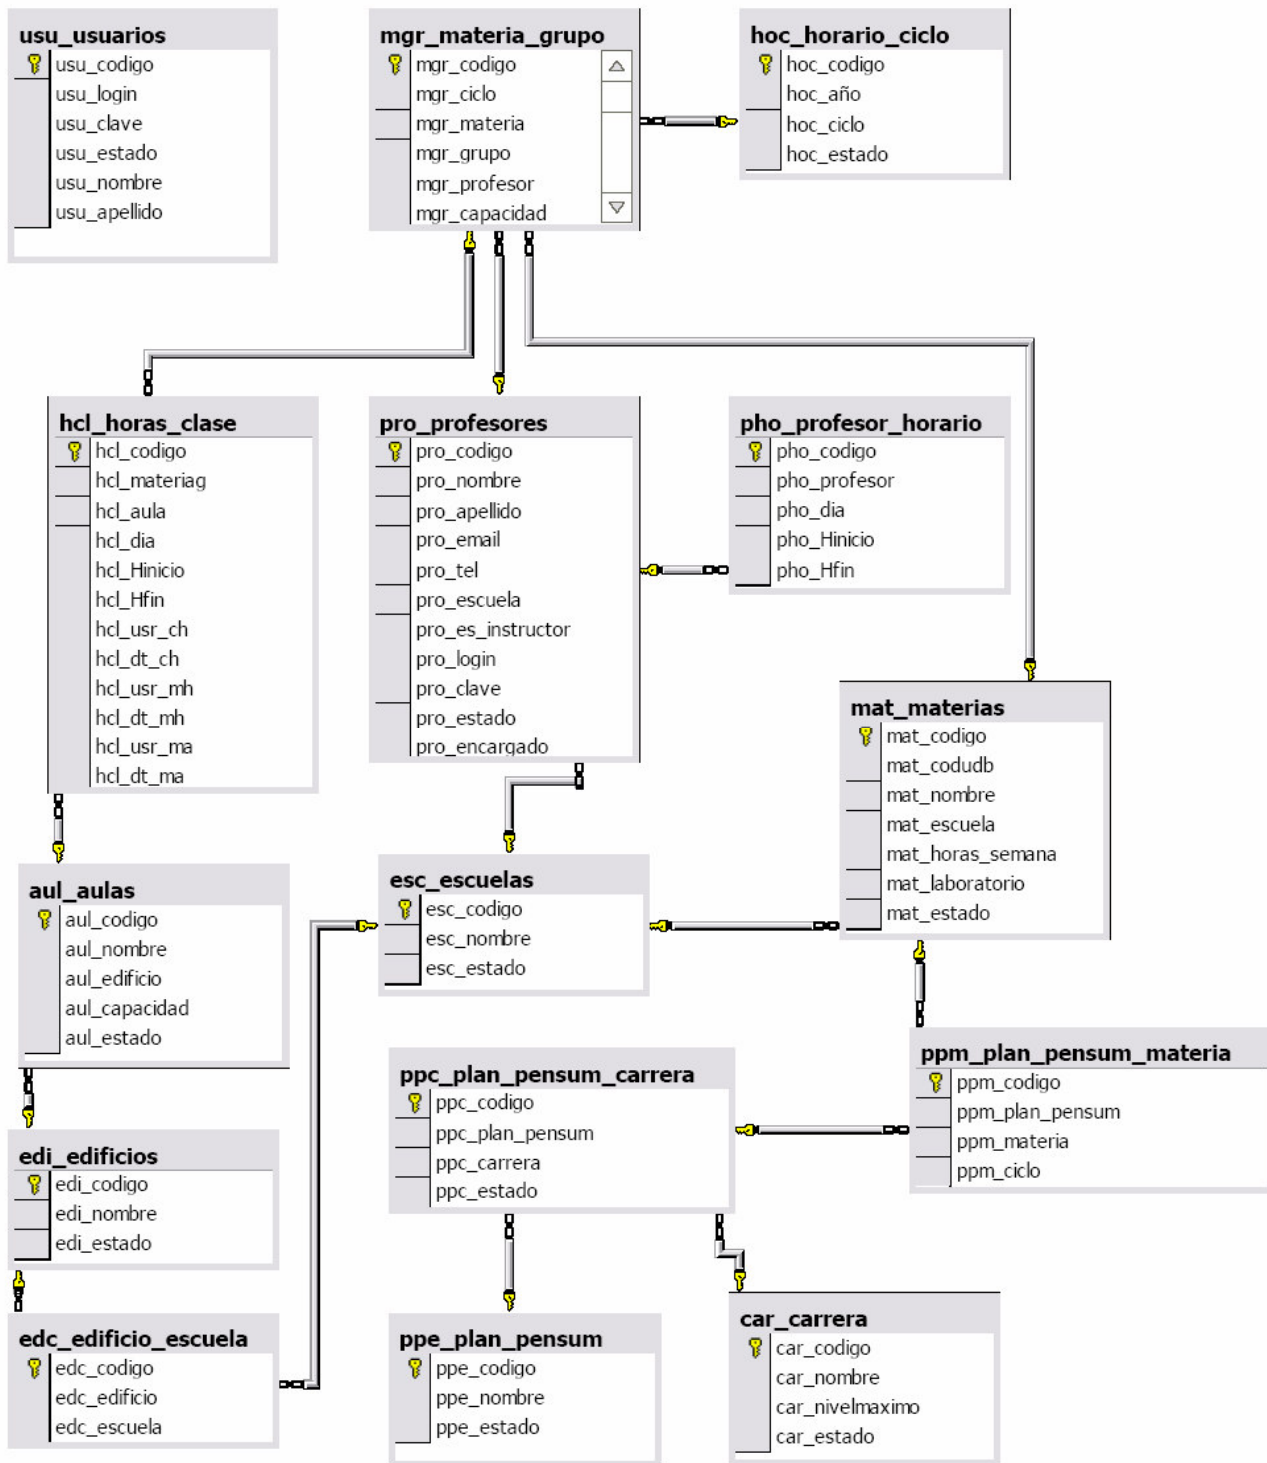 usu_usuarios
usu_codigo
usu_login
usu_clave
usu_estado
usu_nombre
usu_apellido
mgr_materia_grupo
mgr_codigo
mgr_ciclo
mgr_materia
mgr_grupo
mgr_profesor
mgr_capacidad
hoc_horario_ciclo
hoc_codigo
hoc_año
hoc_ciclo
hoc_estado
hcl_horas_clase
hcl_codigo
hcl_materiag
hcl_aula
hcl_dia
hcl_Hinicio
hcl_Hfin
hcl_usr_ch
hcl_dt_ch
hcl_usr_mh
hcl_dt_mh
hcl_usr_ma
hcl_dt_ma
pro_profesores
pro_codigo
pro_nombre
pro_apellido
pro_email
pro_tel
pro_escuela
pro_es_instructor
pro_login
pro_clave
pro_estado
pro_encargado
pho_profesor_horario
pho_codigo
pho_profesor
pho_dia
pho_Hinicio
pho_Hfin
mat_materias
mat_codigo
mat_codudb
mat_nombre
mat_escuela
mat_horas_semana
mat_laboratorio
mat_estado
aul_aulas
aul_codigo
aul_nombre
aul_edificio
aul_capacidad
aul_estado
esc_escuelas
esc_codigo
esc_nombre
esc_estado
ppm_plan_pensum_materia
ppm_codigo
ppm_plan_pensum
ppm_materia
ppm_ciclo
ppc_plan_pensum_carrera
ppc_codigo
ppc_plan_pensum
ppc_carrera
ppc_estado
edi_edificios
edi_codigo
edi_nombre
edi_estado
edc_edificio_escuela
edc_codigo
edc_edificio
edc_escuela
ppe_plan_pensum
ppe_codigo
ppe_nombre
ppe_estado
car_carrera
car_codigo
car_nombre
car_nivelmaximo
car_estado